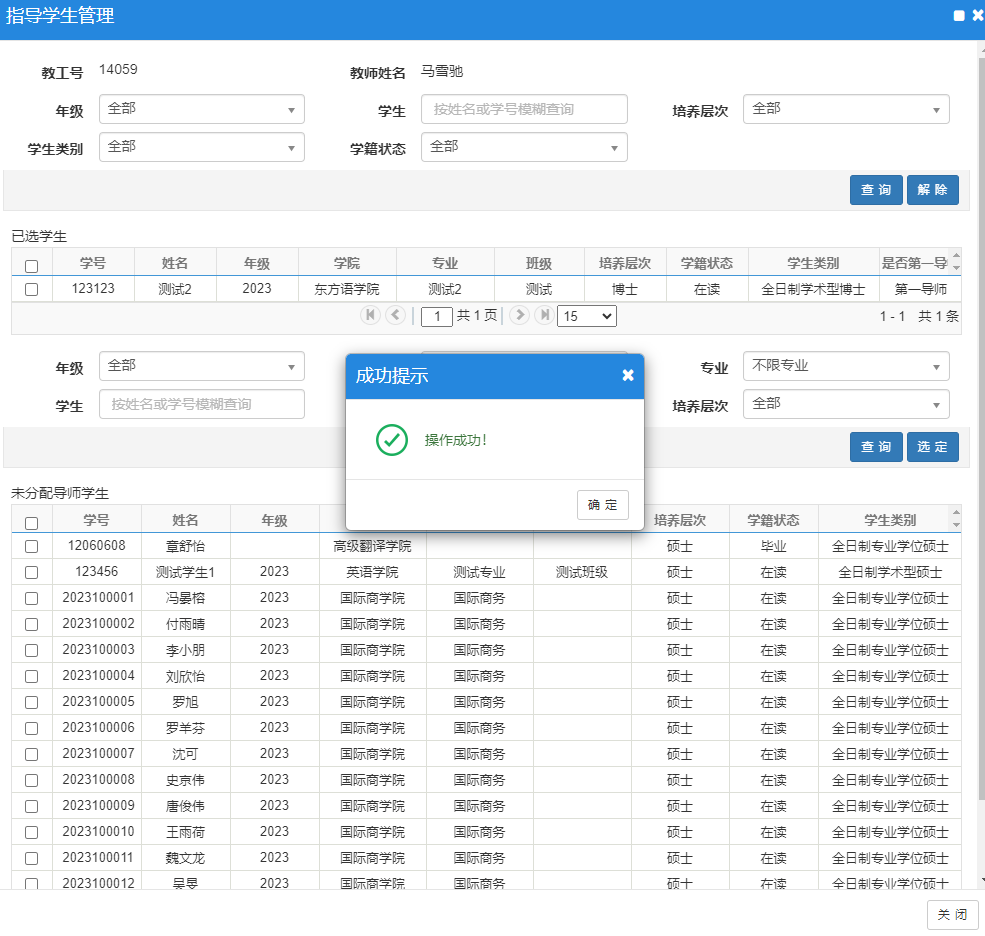 指导学生管理
教工号 14059 教师姓名 马雪驰
年级 全部 学生 按姓名或学号模糊查询 培养层次 全部
学生类别 全部 学籍状态 全部
查 询 解 除
已选学生
学号 姓名 年级 学院 专业 班级 培养层次 学籍状态 学生类别 是否第一导
123123 测试2 2023 东方语学院 测试2 测试 博士 在读 全日制学术型博士 第一导师
1 共 1 页 15 1 - 1 共 1 条
年级 全部 专业 不限专业
学生 按姓名或学号模糊查询 培养层次 全部
查 询 选 定
成功提示
操作成功!
确 定
未分配导师学生
学号 姓名 年级 培养层次 学籍状态 学生类别
12060608 章舒怡 高级翻译学院 硕士 毕业 全日制专业学位硕士
123456 测试学生1 2023 英语学院 测试专业 测试班级 硕士 在读 全日制学术型硕士
2023100001 冯晏榕 2023 国际商学院 国际商务 硕士 在读 全日制专业学位硕士
2023100002 付雨晴 2023 国际商学院 国际商务 硕士 在读 全日制专业学位硕士
2023100003 李小朋 2023 国际商学院 国际商务 硕士 在读 全日制专业学位硕士
2023100004 刘欣怡 2023 国际商学院 国际商务 硕士 在读 全日制专业学位硕士
2023100005 罗旭 2023 国际商学院 国际商务 硕士 在读 全日制专业学位硕士
2023100006 罗羊芬 2023 国际商学院 国际商务 硕士 在读 全日制专业学位硕士
2023100007 沈可 2023 国际商学院 国际商务 硕士 在读 全日制专业学位硕士
2023100008 史京伟 2023 国际商学院 国际商务 硕士 在读 全日制专业学位硕士
2023100009 唐俊伟 2023 国际商学院 国际商务 硕士 在读 全日制专业学位硕士
2023100010 王雨荷 2023 国际商学院 国际商务 硕士 在读 全日制专业学位硕士
2023100011 魏文龙 2023 国际商学院 国际商务 硕士 在读 全日制专业学位硕士
2023100012 吴旻 2023 国际商学院 国际商务 硕士 在读 全日制专业学位硕士
关 闭